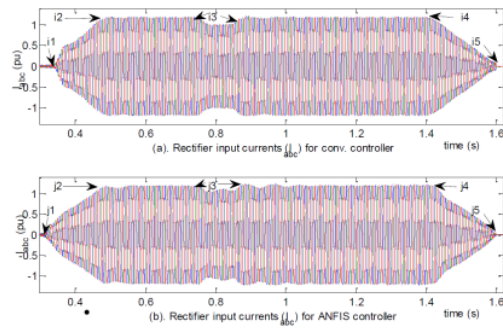 i2
i3
i4
i1
i5
I_abc (pu)
1
0.5
0
-0.5
-1
0.4 0.6 0.8 1 1.2 1.4 1.6
(a). Rectifier input currents (I_abc) for conv. controller
time (s)
j2
j3
j4
j1
j5
I_abc (pu)
1
0.5
0
-0.5
-1
0.4 0.6 0.8 1 1.2 1.4 1.6
(b). Rectifier input currents (I_abc) for ANFIS controller
time (s)